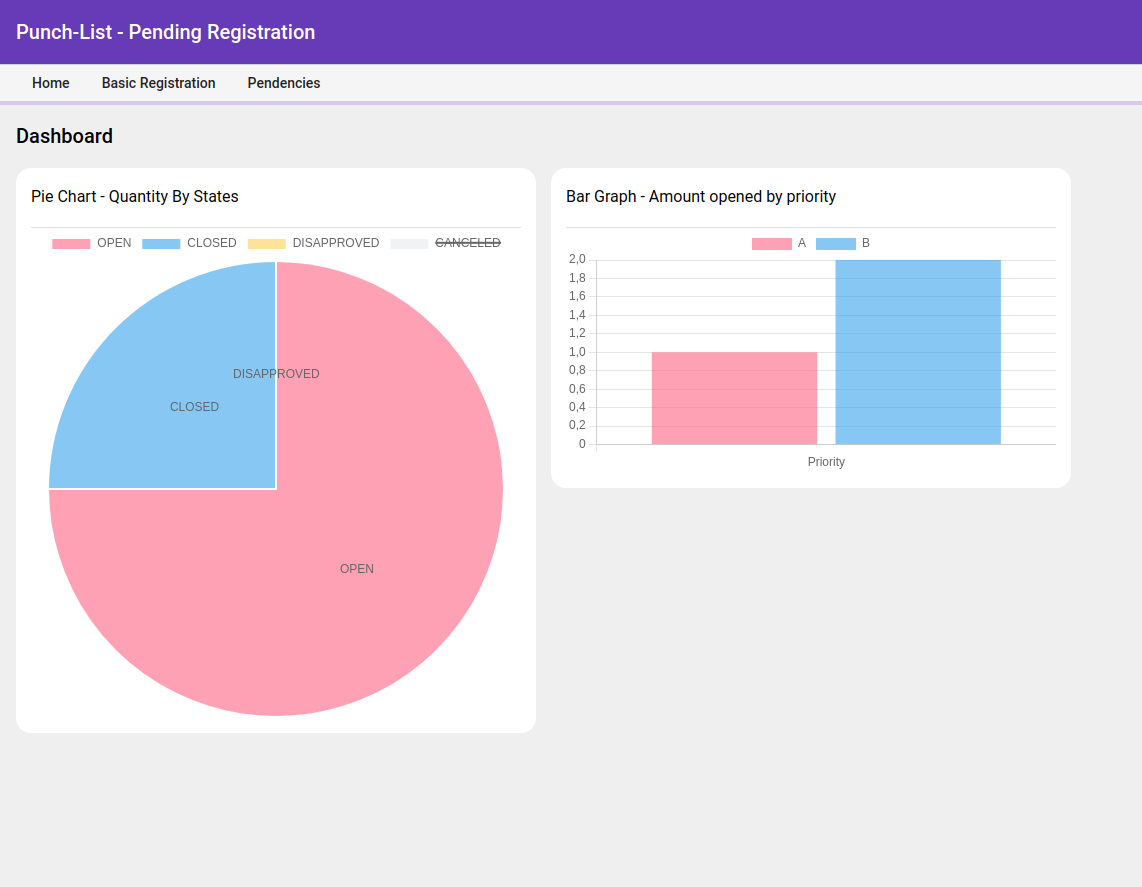 Punch-List - Pending Registration
Home Basic Registration Pendencies
Dashboard
Pie Chart - Quantity By States
OPEN CLOSED DISAPPROVED CANCELED
DISAPPROVED
CLOSED
OPEN
Bar Graph - Amount opened by priority
A B
2,0
1,8
1,6
1,4
1,2
1,0
0,8
0,6
0,4
0,2
0
Priority